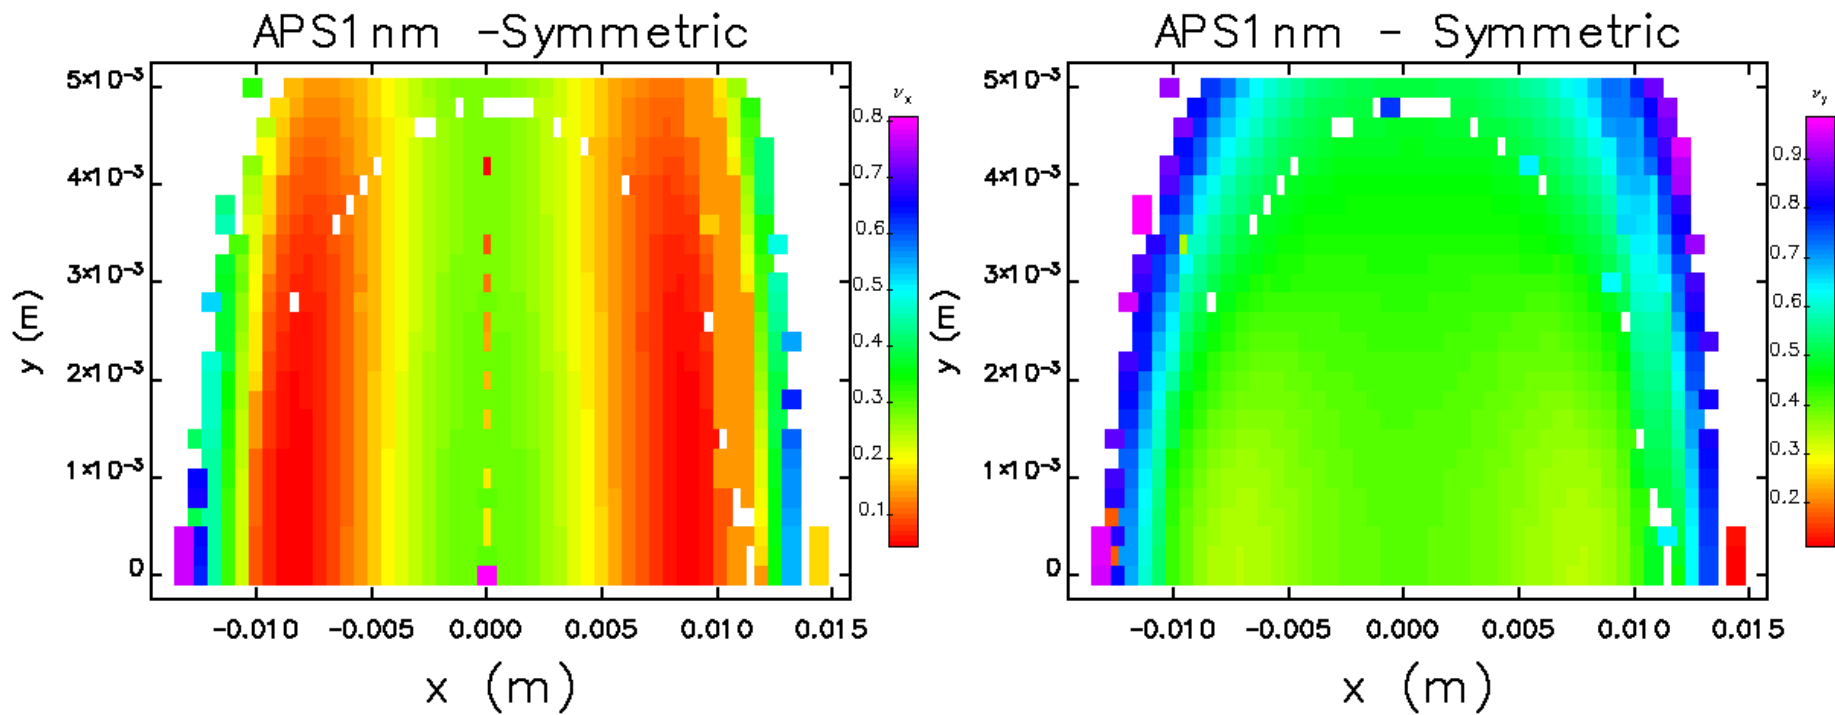 APS1nm -Symmetric
5×10⁻³
4×10⁻³
3×10⁻³
2×10⁻³
1×10⁻³
0
y (m)
-0.010 -0.005 0.000 0.005 0.010 0.015
x (m)
νₓ
0.8
0.7
0.6
0.5
0.4
0.3
0.2
0.1
APS1nm - Symmetric
5×10⁻³
4×10⁻³
3×10⁻³
2×10⁻³
1×10⁻³
0
y (m)
-0.010 -0.005 0.000 0.005 0.010 0.015
x (m)
νy
0.9
0.8
0.7
0.6
0.5
0.4
0.3
0.2